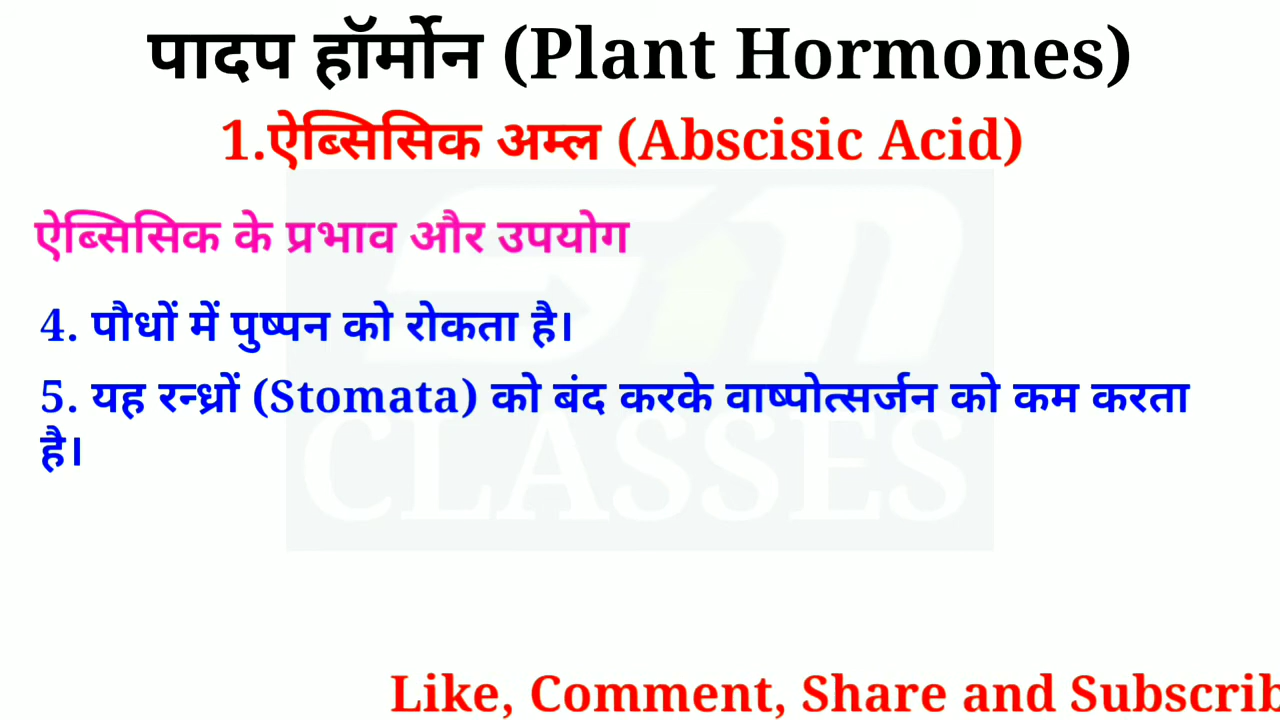 पादप हॉर्मोन (Plant Hormones)
1.ऐब्सिसिक अम्ल (Abscisic Acid)
ऐब्सिसिक के प्रभाव और उपयोग
4. पौधों में पुष्पन को रोकता है।
5. यह रन्ध्रों (Stomata) को बंद करके वाष्पोत्सर्जन को कम करता
है।
SN
CLASSES
Like, Comment, Share and Subscrib